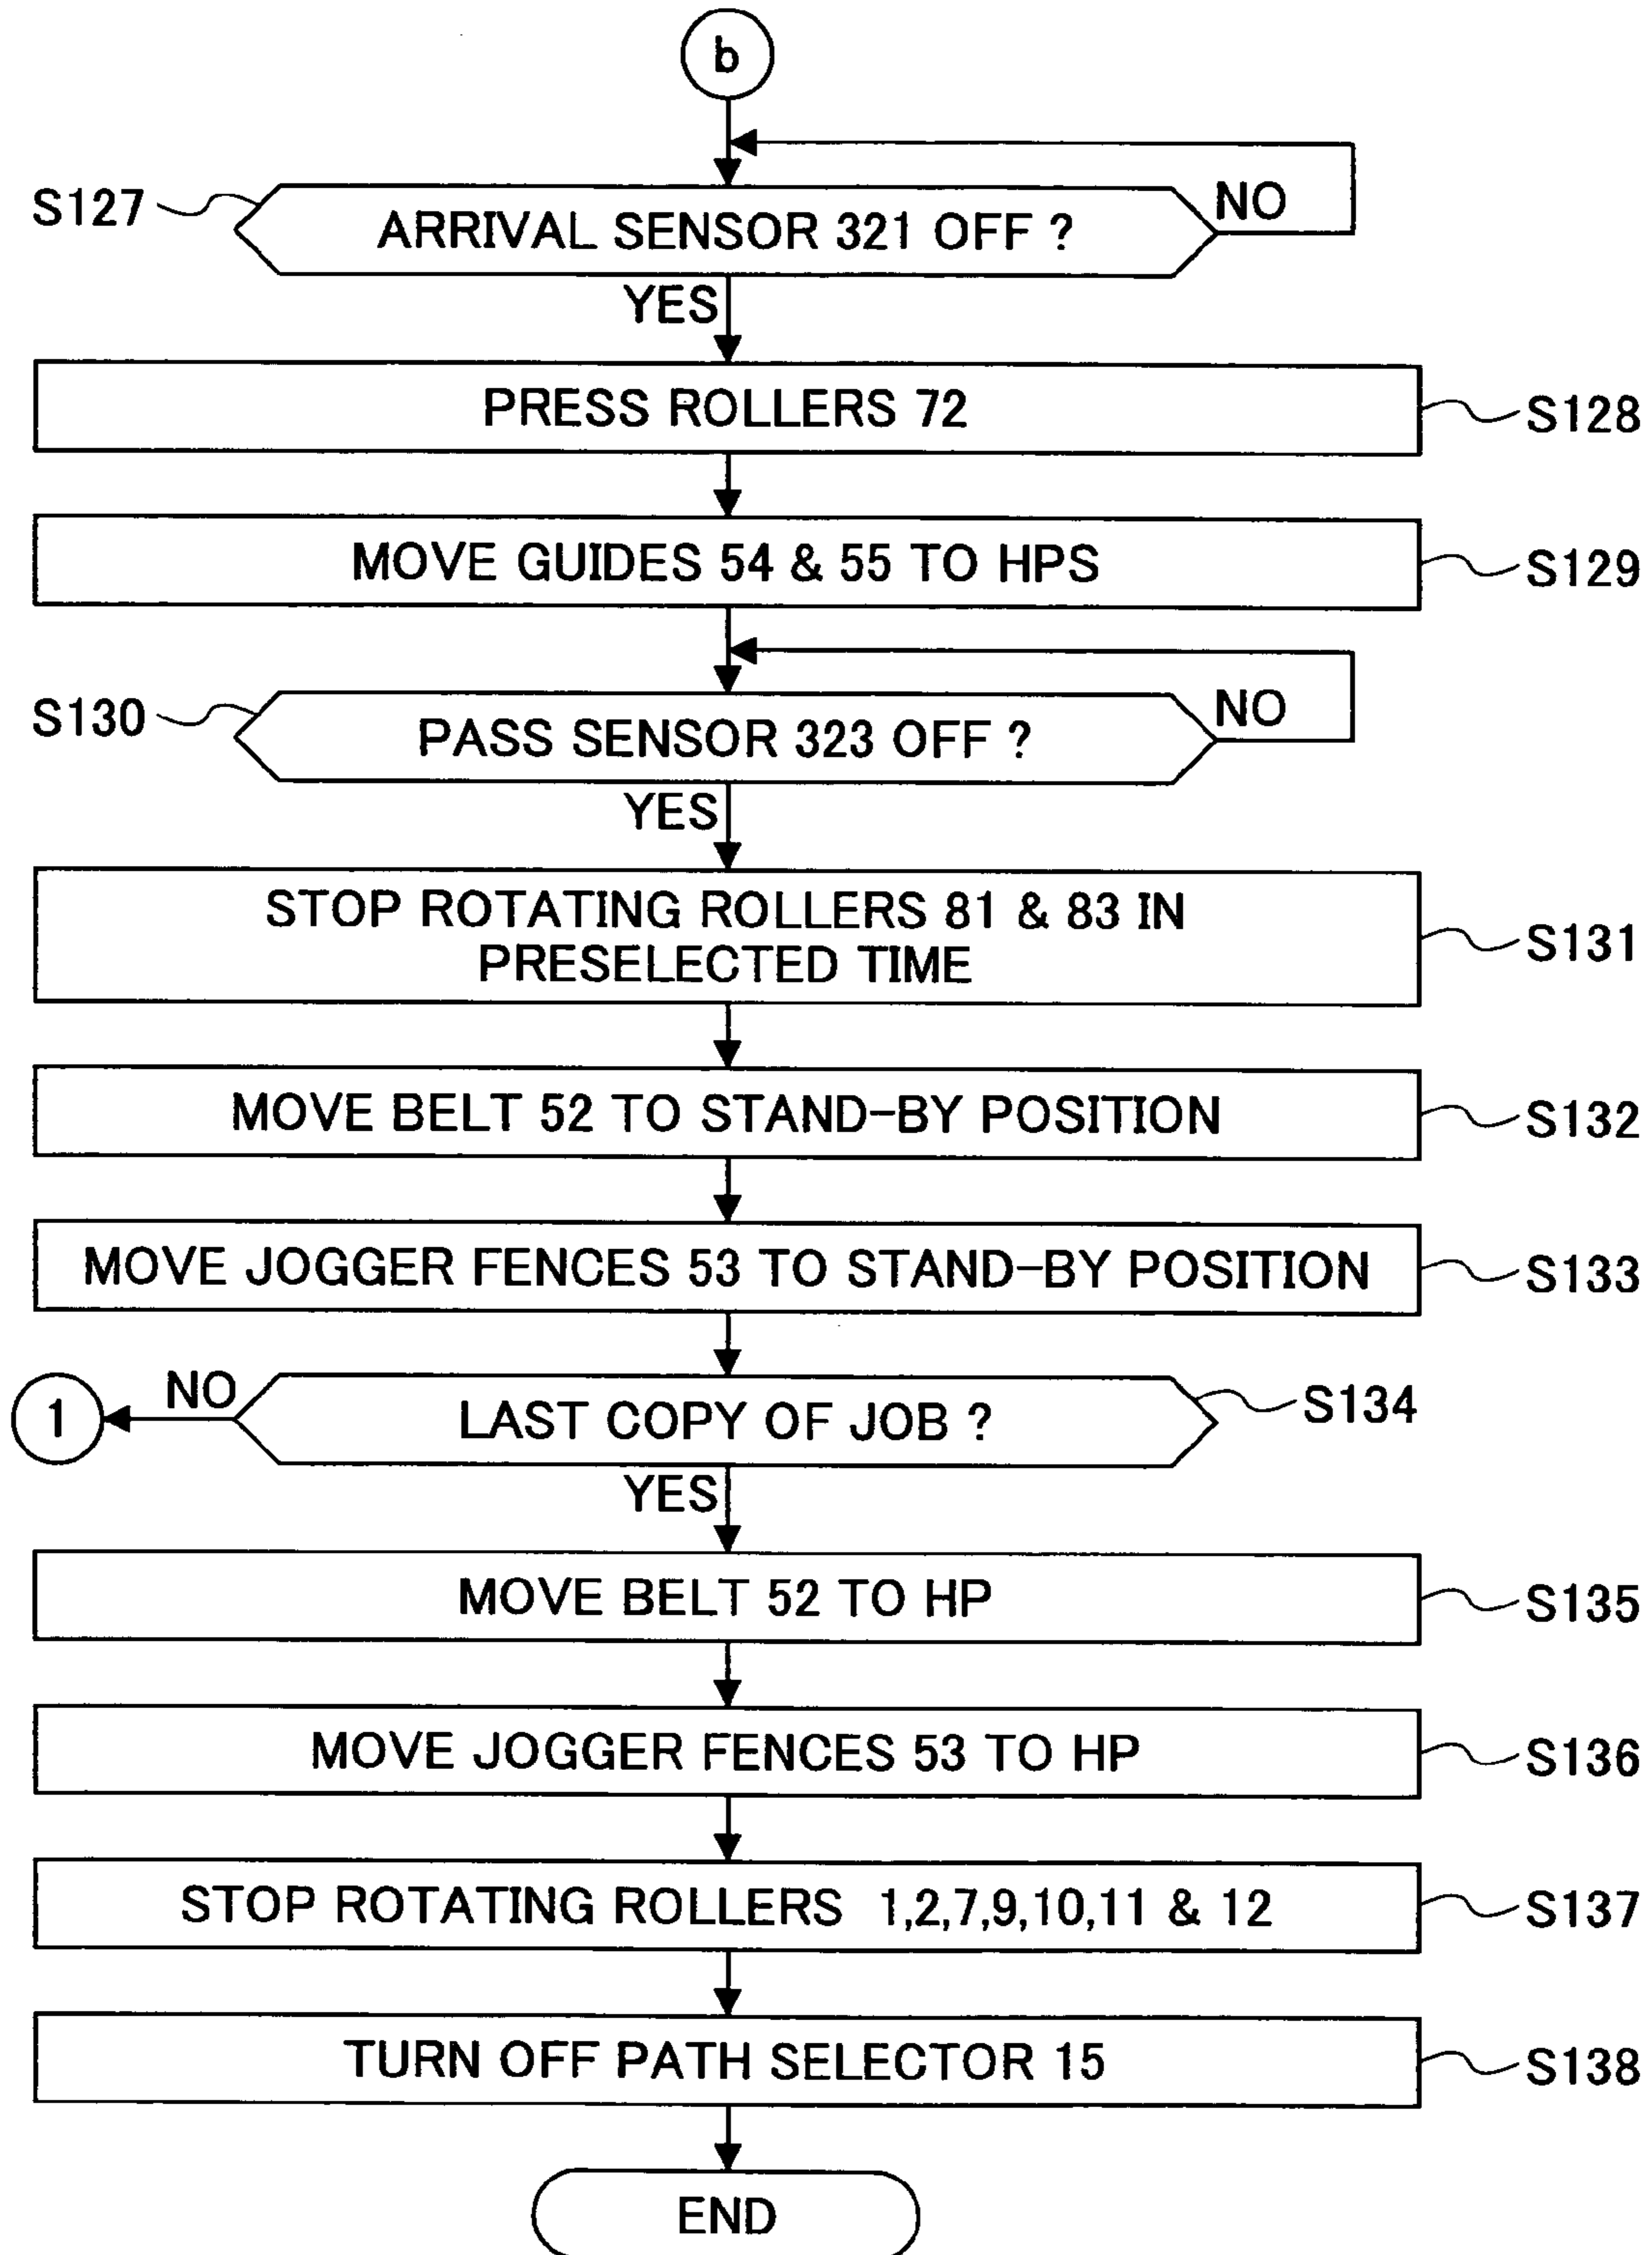 b
S127
ARRIVAL SENSOR 321 OFF ?
NO
YES
PRESS ROLLERS 72
S128
MOVE GUIDES 54 & 55 TO HPS
S129
S130
PASS SENSOR 323 OFF ?
NO
YES
STOP ROTATING ROLLERS 81 & 83 IN
PRESELECTED TIME
S131
MOVE BELT 52 TO STAND-BY POSITION
S132
MOVE JOGGER FENCES 53 TO STAND-BY POSITION
S133
1
NO
LAST COPY OF JOB ?
S134
YES
MOVE BELT 52 TO HP
S135
MOVE JOGGER FENCES 53 TO HP
S136
STOP ROTATING ROLLERS 1,2,7,9,10,11 & 12
S137
TURN OFF PATH SELECTOR 15
S138
END